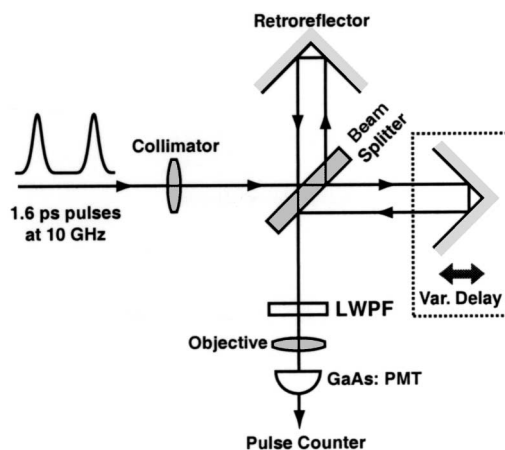 Retroreflector
Beam
Splitter
Collimator
1.6 ps pulses
at 10 GHz
Var. Delay
LWPF
Objective
GaAs: PMT
Pulse Counter